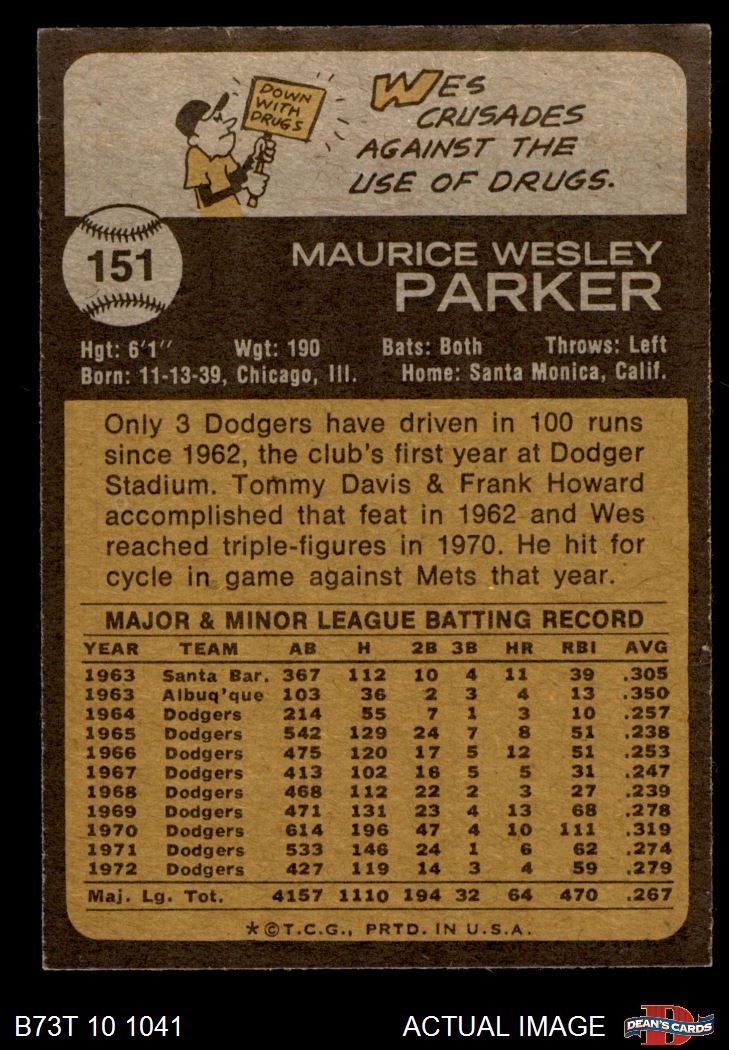 DOWN
WITH
DRUGS
WES
CRUSADES
AGAINST THE
USE OF DRUGS.
151
MAURICE WESLEY
PARKER
Hgt: 6'1" Wgt: 190 Bats: Both Throws: Left
Born: 11-13-39, Chicago, Ill. Home: Santa Monica, Calif.
Only 3 Dodgers have driven in 100 runs
since 1962, the club's first year at Dodger
Stadium. Tommy Davis & Frank Howard
accomplished that feat in 1962 and Wes
reached triple-figures in 1970. He hit for
cycle in game against Mets that year.
MAJOR & MINOR LEAGUE BATTING RECORD
YEAR TEAM AB H 2B 3B HR RBI AVG
1963 Santa Bar. 367 112 10 4 11 39 .305
1963 Albuq'que 103 36 2 3 4 13 .350
1964 Dodgers 214 55 7 1 3 10 .257
1965 Dodgers 542 129 24 7 8 51 .238
1966 Dodgers 475 120 17 5 12 51 .253
1967 Dodgers 413 102 16 5 5 31 .247
1968 Dodgers 468 112 22 2 3 27 .239
1969 Dodgers 471 131 23 4 13 68 .278
1970 Dodgers 614 196 47 4 10 111 .319
1971 Dodgers 533 146 24 1 6 62 .274
1972 Dodgers 427 119 14 3 4 59 .279
Maj. Lg. Tot. 4157 1110 194 32 64 470 .267
*©T.C.G., PRTD. IN U.S.A.
B73T 10 1041 ACTUAL IMAGE D DEAN'S CARDS